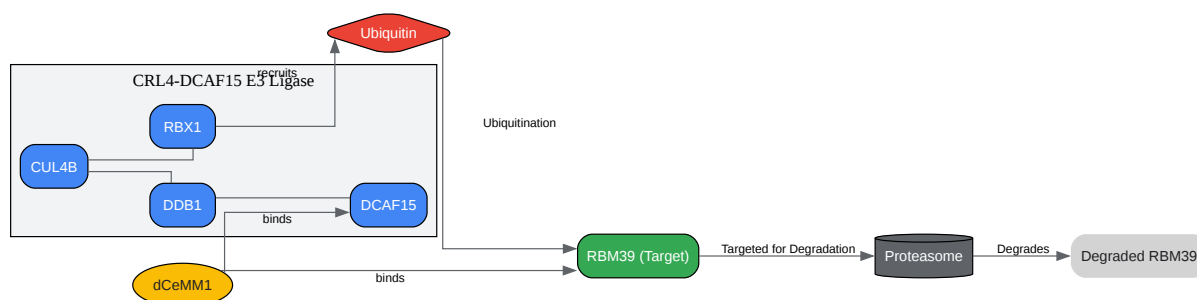 Ubiquitin
recruits
CRL4-DCAF15 E3 Ligase
RBX1
Ubiquitination
CUL4B
DDB1
DCAF15
binds
RBM39 (Target)
Targeted for Degradation
Proteasome
Degrades
Degraded RBM39
binds
dCeMM1